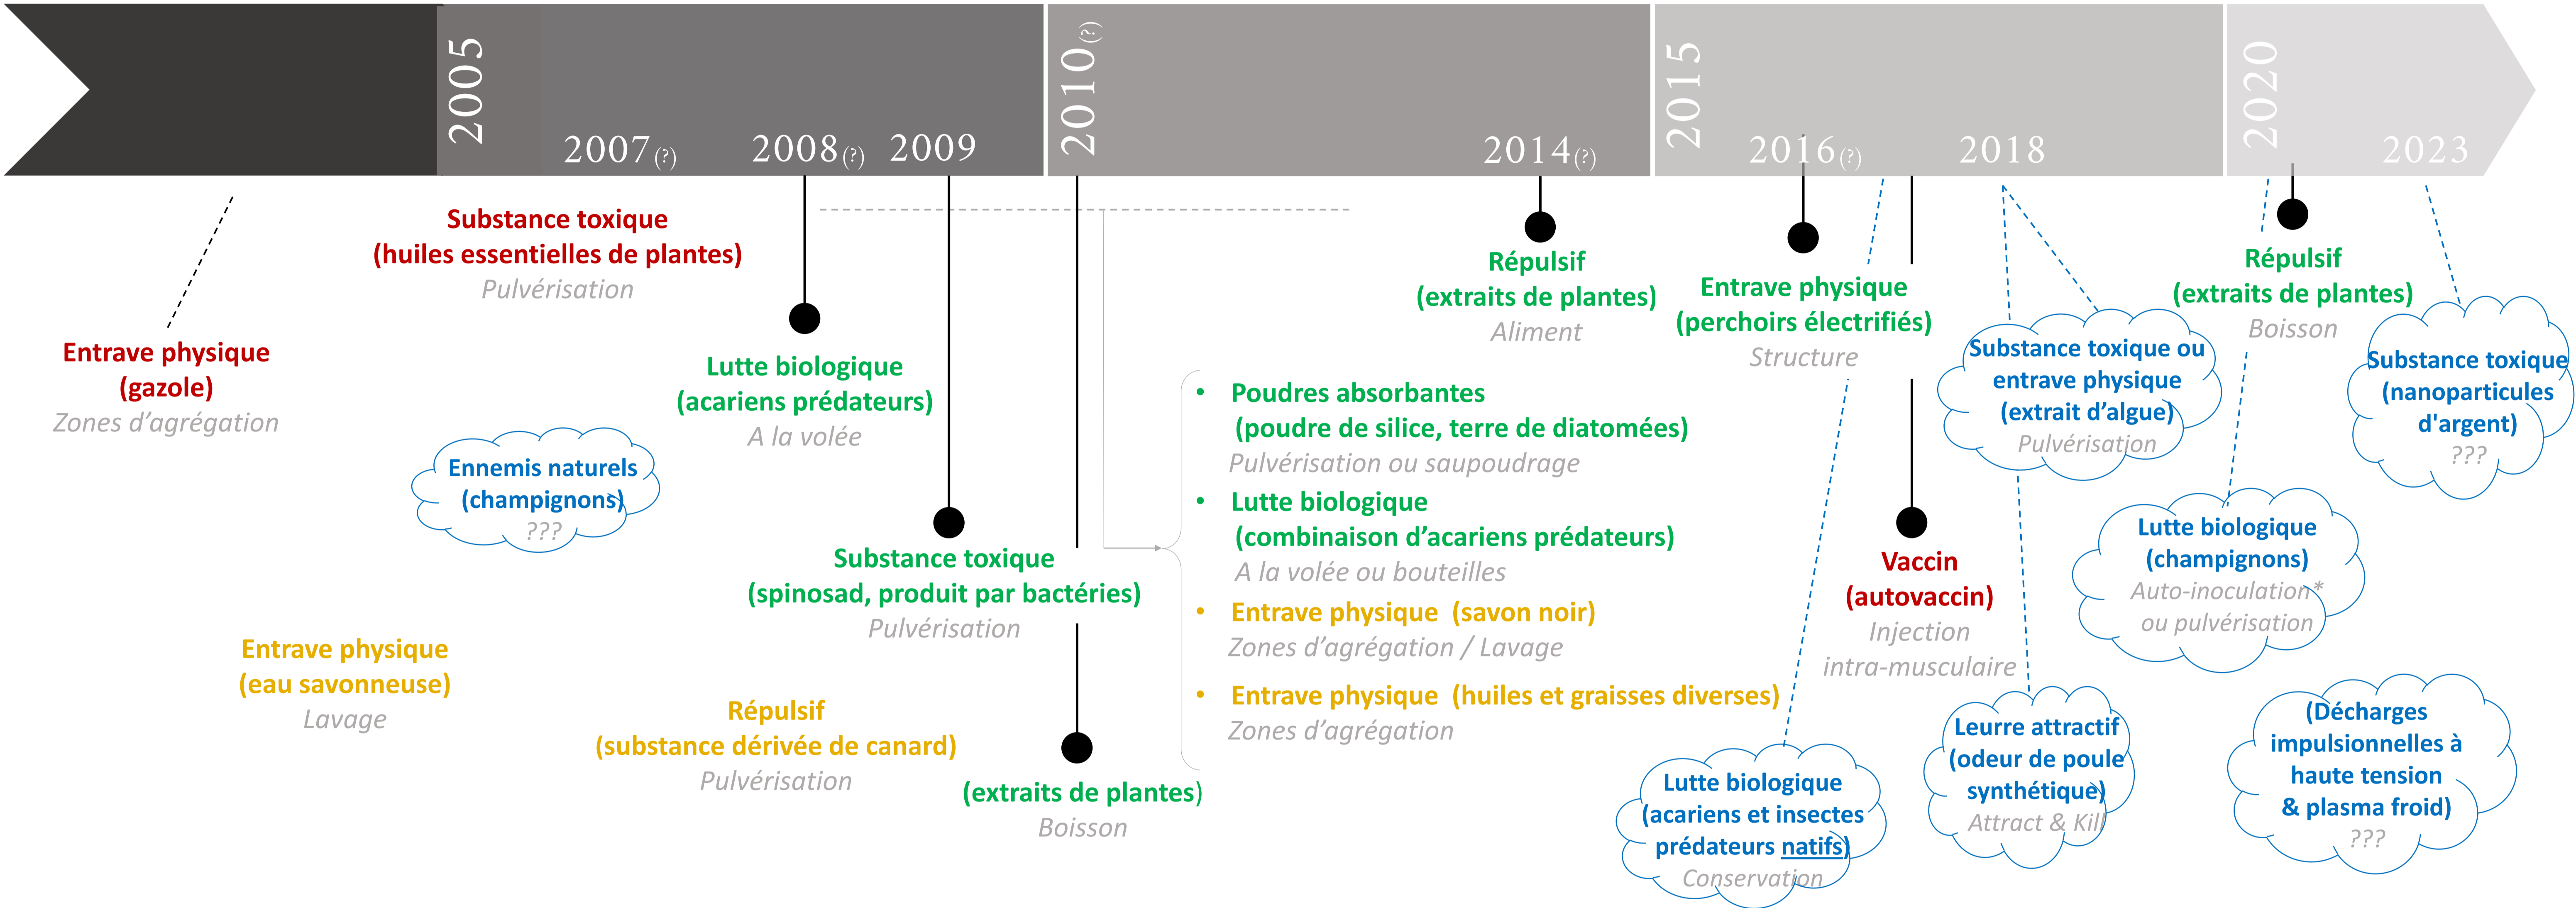 2005
2007(?)
2008(?)
2009
2010(?)
2014(?)
2015
2016(?)
2018
2020
2023
Entrave physique
(gazole)
Zones d’agrégation
Substance toxique
(huiles essentielles de plantes)
Pulvérisation
Ennemis naturels
(champignons)
???
Entrave physique
(eau savonneuse)
Lavage
Lutte biologique
(acariens prédateurs)
A la volée
Substance toxique
(spinosad, produit par bactéries)
Pulvérisation
Répulsif
(substance dérivée de canard)
Pulvérisation
(extraits de plantes)
Boisson
• Poudres absorbantes
(poudre de silice, terre de diatomées)
Pulvérisation ou saupoudrage
• Lutte biologique
(combinaison d’acariens prédateurs)
A la volée ou bouteilles
• Entrave physique (savon noir)
Zones d’agrégation / Lavage
• Entrave physique (huiles et graisses diverses)
Zones d’agrégation
Répulsif
(extraits de plantes)
Aliment
Entrave physique
(perchoirs électrifiés)
Structure
Vaccin
(autovaccin)
Injection
intra-musculaire
Lutte biologique
(acariens et insectes
prédateurs natifs)
Conservation
Substance toxique ou
entrave physique
(extrait d’algue)
Pulvérisation
Leurre attractif
(odeur de poule
synthétique)
Attract & Kill
Répulsif
(extraits de plantes)
Boisson
Lutte biologique
(champignons)
Auto-inoculation*
ou pulvérisation
Substance toxique
(nanoparticules
d'argent)
???
(Décharges
impulsionnelles à
haute tension
& plasma froid)
???